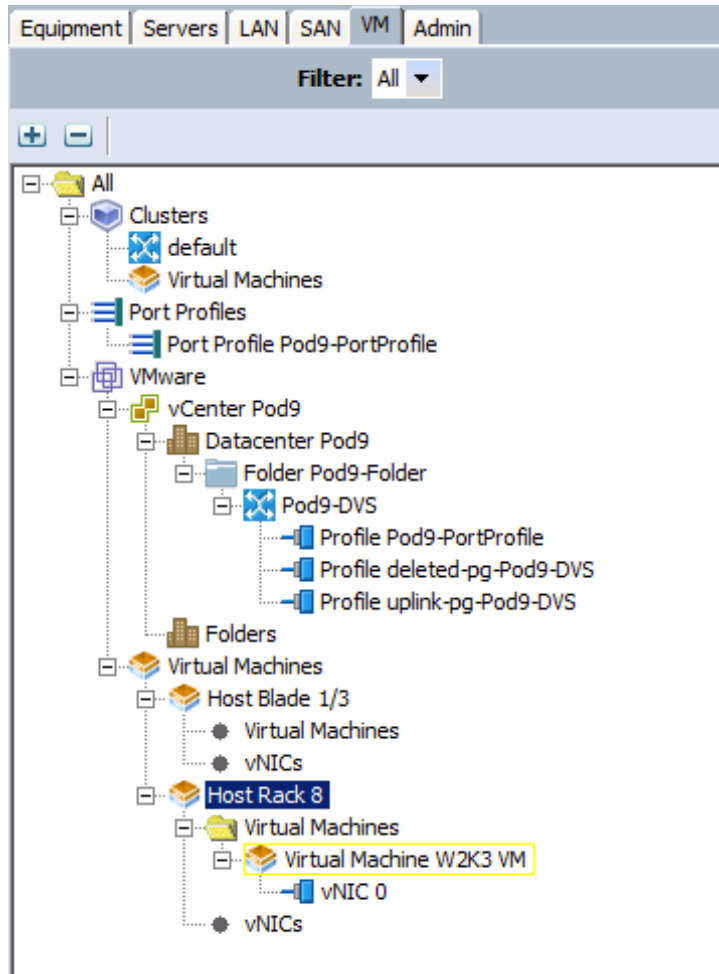 Equipment Servers LAN SAN VM Admin
Filter: All
All
Clusters
default
Virtual Machines
Port Profiles
Port Profile Pod9-PortProfile
VMware
vCenter Pod9
Datacenter Pod9
Folder Pod9-Folder
Pod9-DVS
Profile Pod9-PortProfile
Profile deleted-pg-Pod9-DVS
Profile uplink-pg-Pod9-DVS
Folders
Virtual Machines
Host Blade 1/3
Virtual Machines
vNICs
Host Rack 8
Virtual Machines
Virtual Machine W2K3 VM
vNIC 0
vNICs